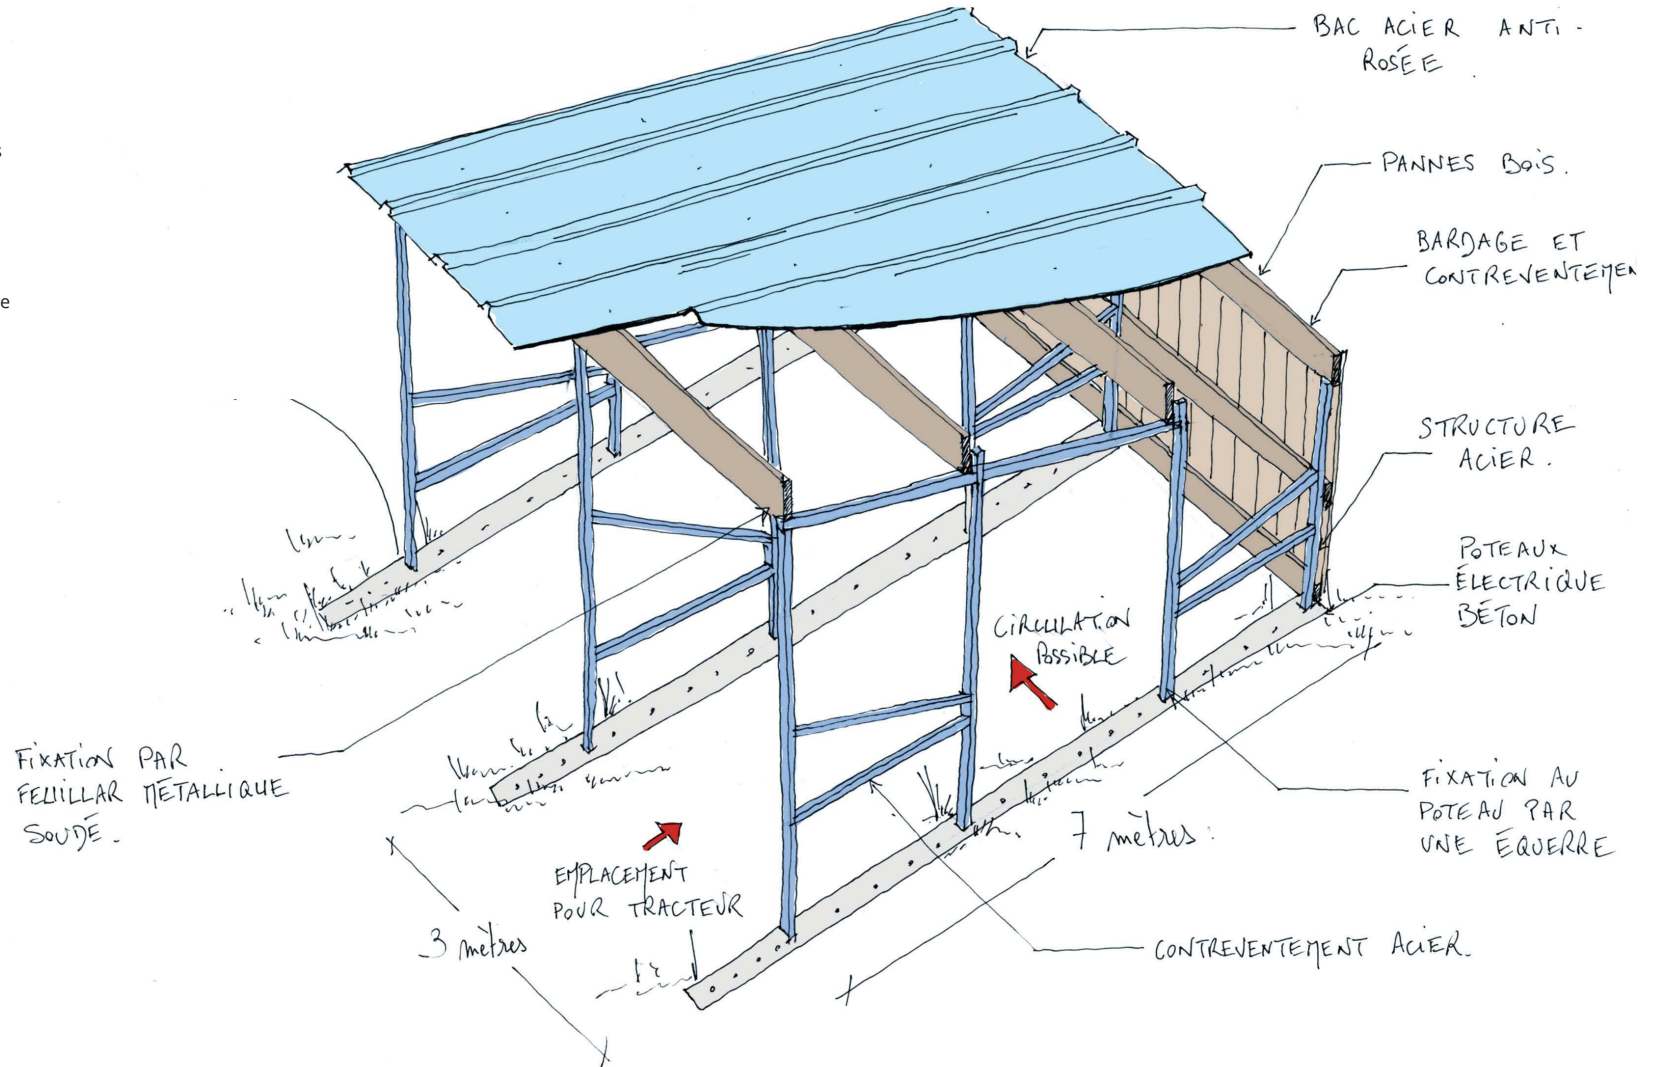 BAC ACIER ANTI-
ROSÉE
PANNES BOIS.
BARDAGE ET
CONTREVENTEMEN
STRUCTURE
ACIER.
POTEAUX
ÉLECTRIQUE
BÉTON
CIRCULATION
POSSIBLE
FIXATION PAR
FEUILLAR MÉTALLIQUE
SOUDÉ.
FIXATION AU
POTEAU PAR
UNE ÉQUERRE
7 mètres.
EMPLACEMENT
POUR TRACTEUR
3 mètres
CONTREVENTEMENT ACIER.